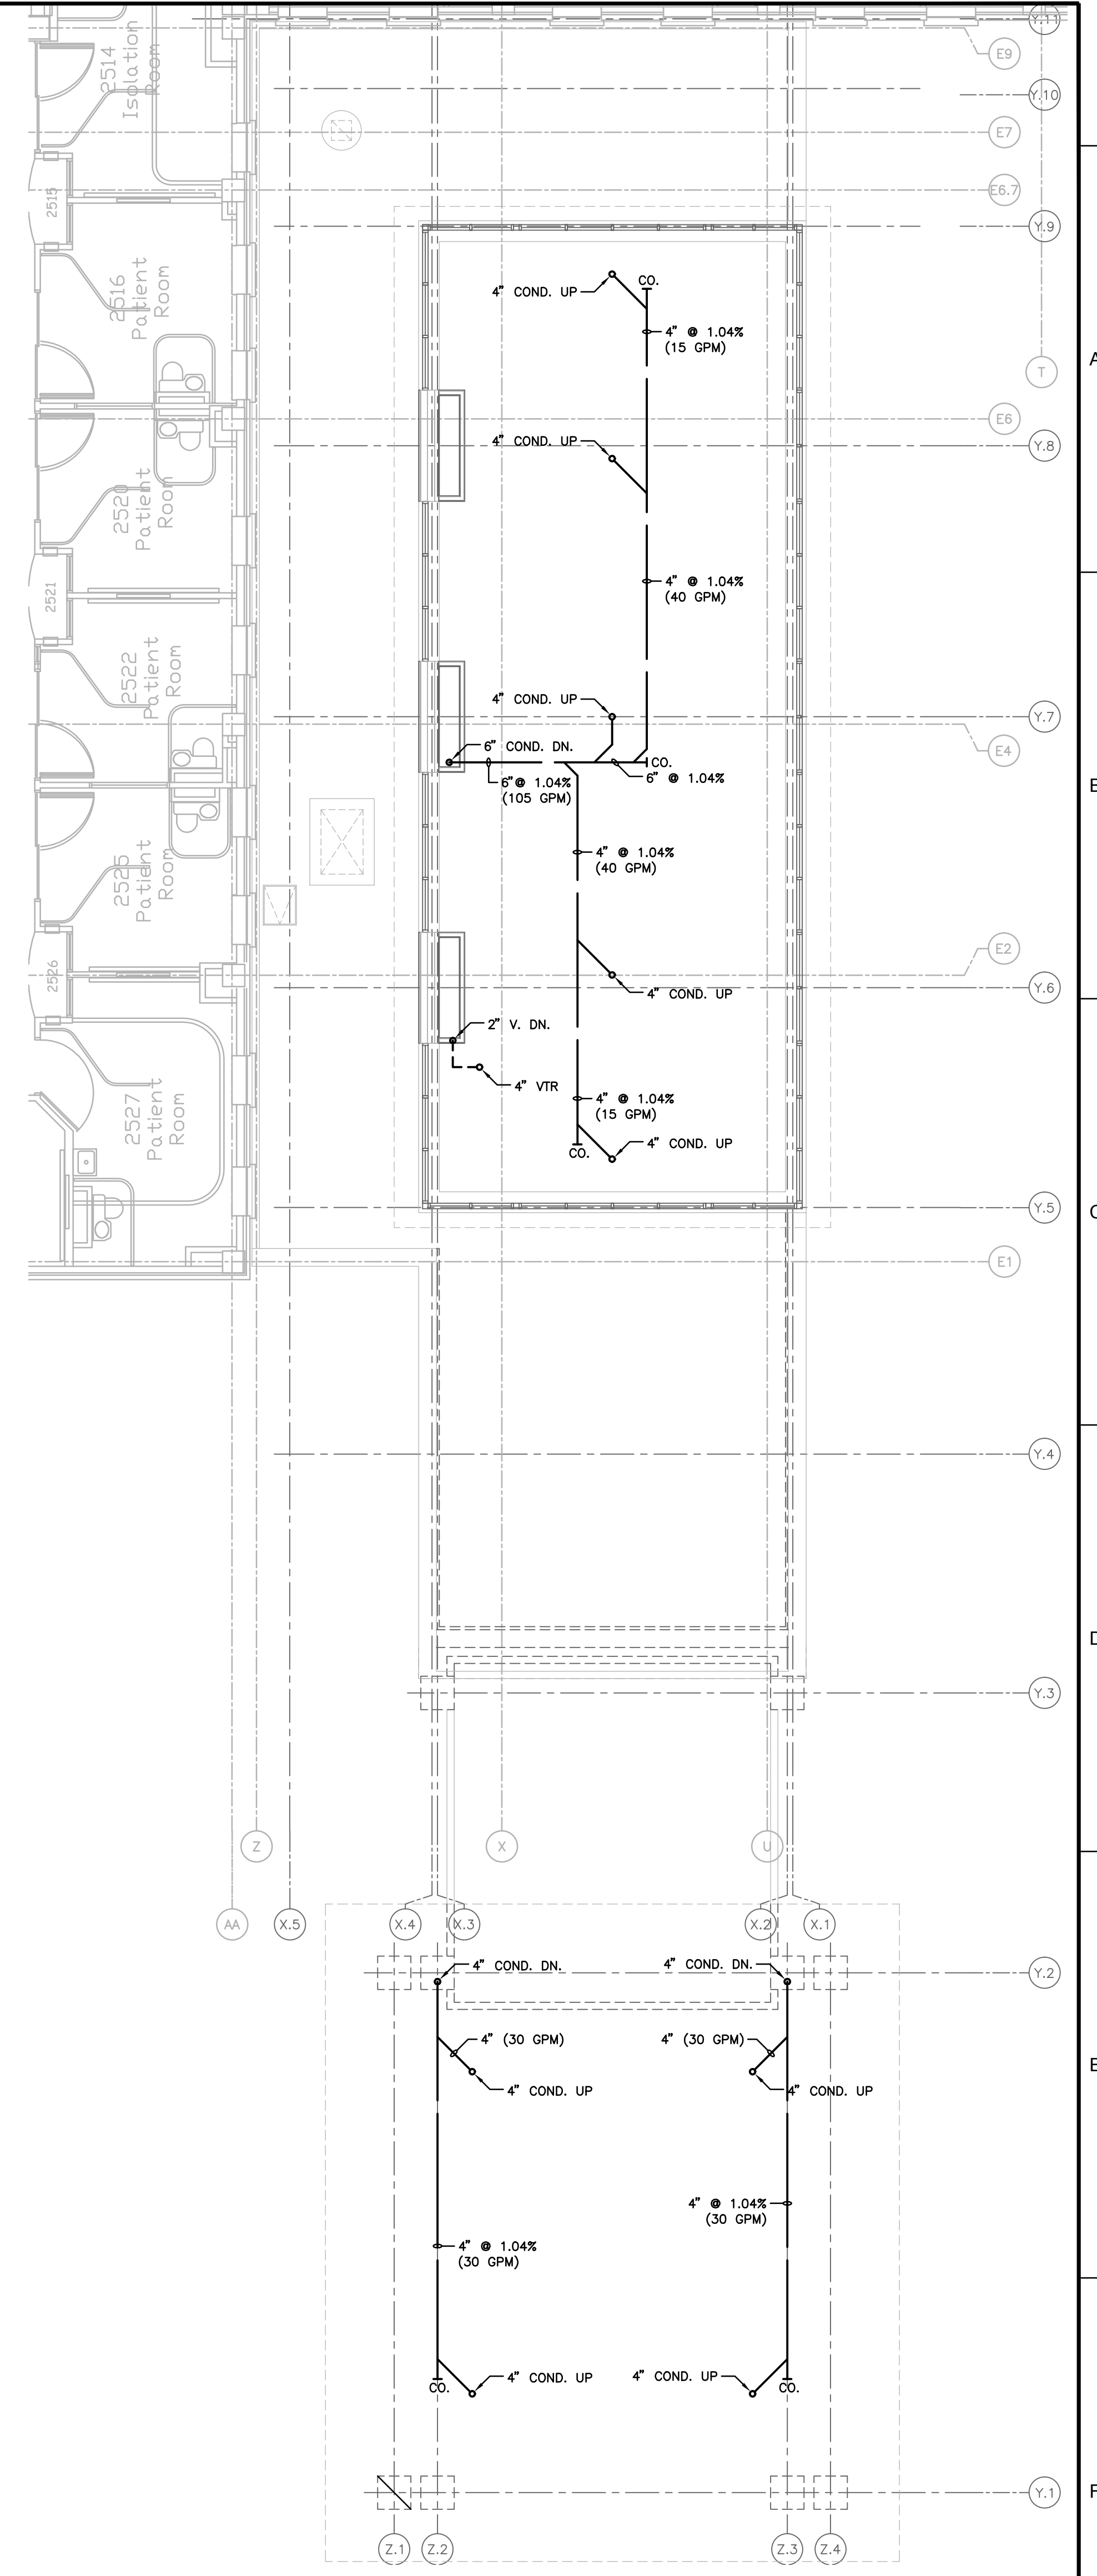 2514
Isolation
Room
2515
2516
Patient
Room
2520
Patient
Room
2521
2522
Patient
Room
2525
Patient
Room
2526
2527
Patient
Room
Y.11
E9
Y.10
E7
E6.7
Y.9
T
E6
Y.8
Y.7
E4
E2
Y.6
Y.5
E1
Y.4
Y.3
A
B
C
D
E
F
4" COND. UP
CO.
4" @ 1.04%
(15 GPM)
4" COND. UP
4" @ 1.04%
(40 GPM)
4" COND. UP
6" COND. DN.
CO.
6"@ 1.04%
(105 GPM)
6" @ 1.04%
4" @ 1.04%
(40 GPM)
4" COND. UP
2" V. DN.
4" VTR
4" @ 1.04%
(15 GPM)
4" COND. UP
CO.
Z
X
U
AA
X.5
X.4
X.3
X.2
X.1
Y.2
4" COND. DN.
4" COND. DN.
4" (30 GPM)
4" (30 GPM)
4" COND. UP
4" COND. UP
4" @ 1.04%
(30 GPM)
4" @ 1.04%
(30 GPM)
4" COND. UP
4" COND. UP
CO.
CO.
Y.1
Z.1
Z.2
Z.3
Z.4